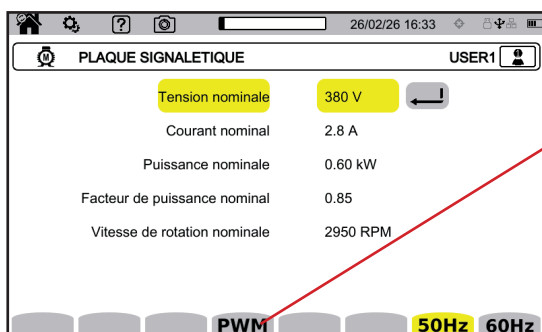 26/02/26 16:33
PLAQUE SIGNALETIQUE USER1
Tension nominale 380 V
Courant nominal 2.8 A
Puissance nominale 0.60 kW
Facteur de puissance nominal 0.85
Vitesse de rotation nominale 2950 RPM
PWM 50Hz 60Hz